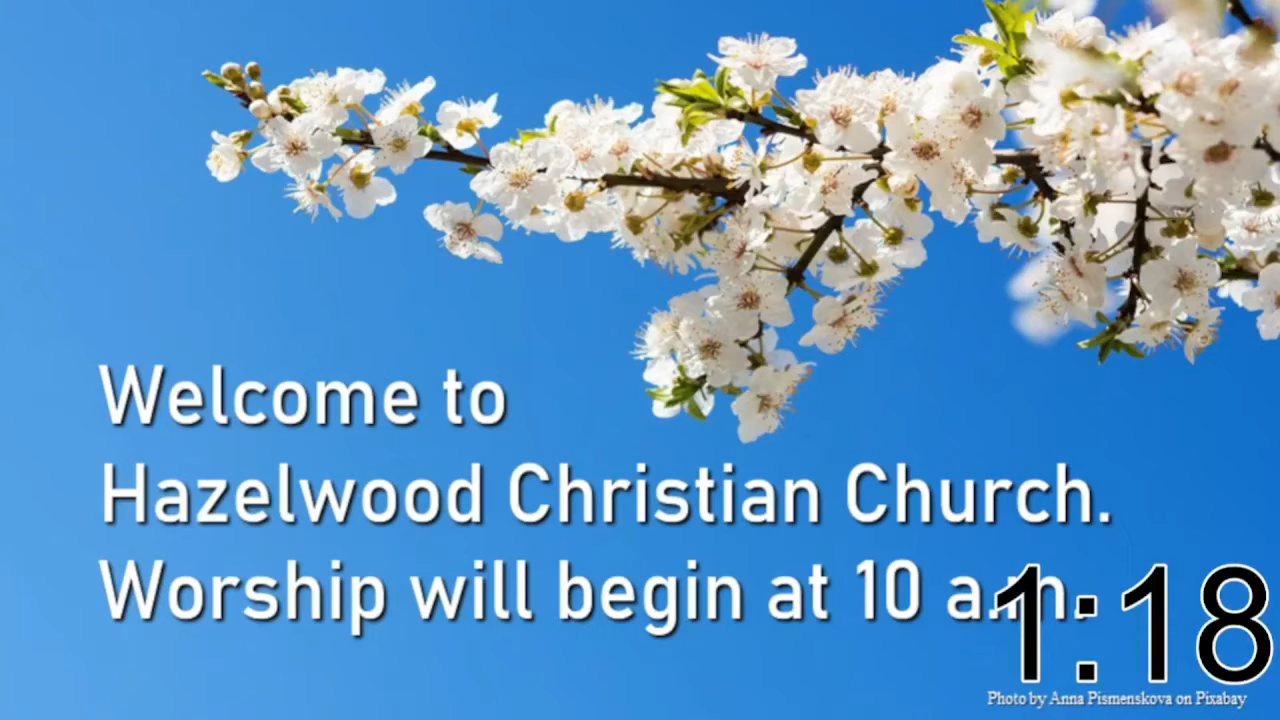 Welcome to
Hazelwood Christian Church.
Worship will begin at 10 a.m.
1:18
Photo by Anna Pismenskova on Pixabay